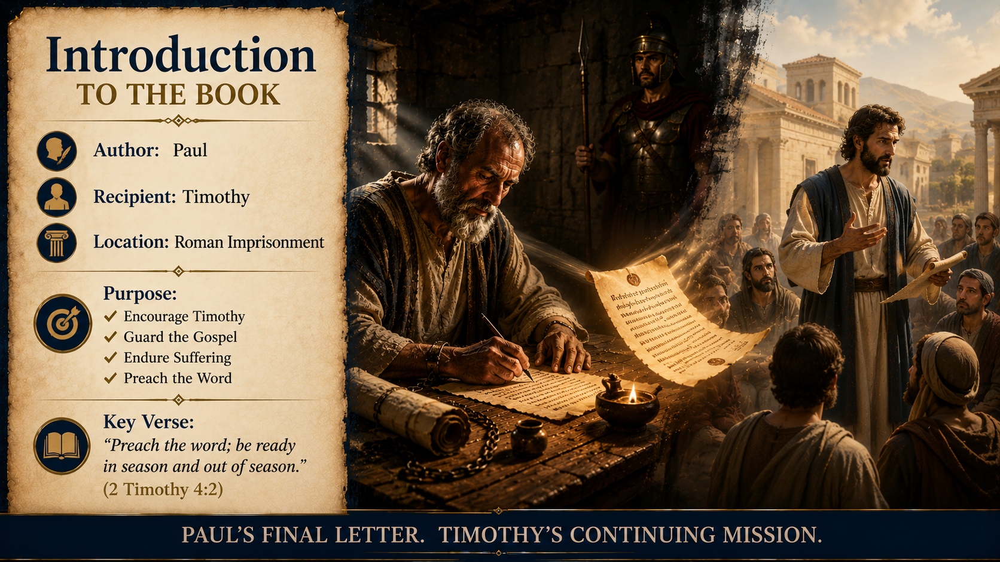 Introduction
TO THE BOOK
Author: Paul
Recipient: Timothy
Location: Roman Imprisonment
Purpose:
Encourage Timothy
Guard the Gospel
Endure Suffering
Preach the Word
Key Verse:
“Preach the word; be ready
in season and out of season.”
(2 Timothy 4:2)
PAUL’S FINAL LETTER. TIMOTHY’S CONTINUING MISSION.